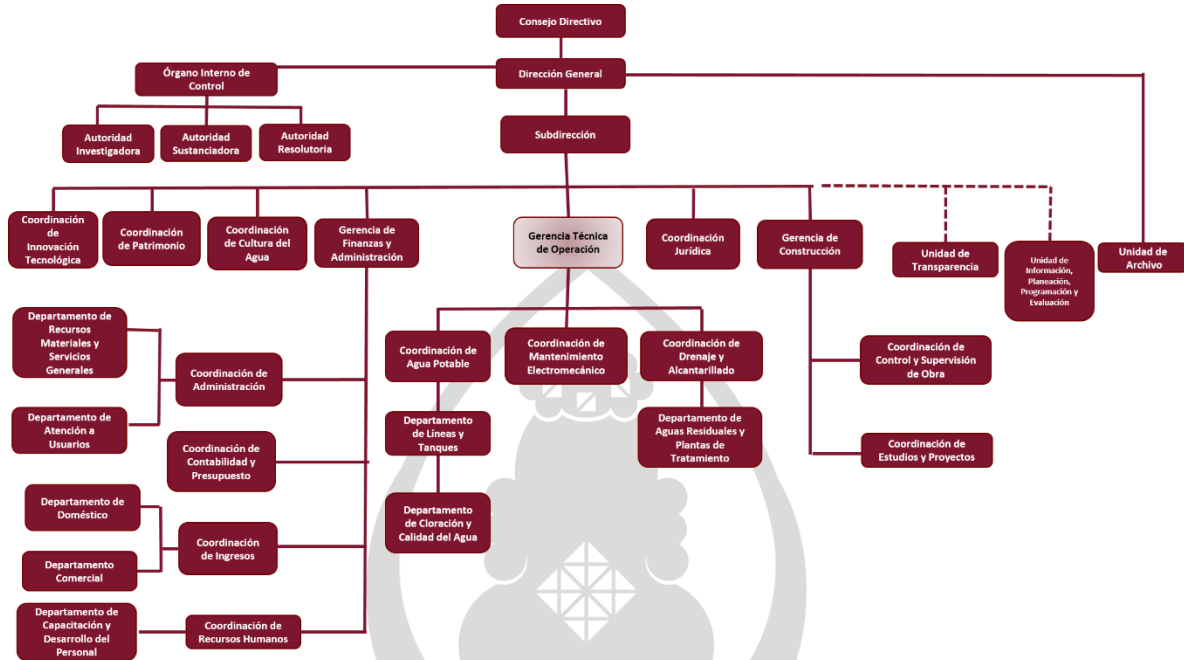 Consejo Directivo
Órgano Interno de
Control
Dirección General
Autoridad
Investigadora
Autoridad
Sustanciadora
Autoridad
Resolutoria
Subdirección
Coordinación
de
Innovación
Tecnológica
Coordinación
de Patrimonio
Coordinación
de Cultura del
Agua
Gerencia de
Finanzas y
Administración
Gerencia Técnica
de Operación
Coordinación
Jurídica
Gerencia de
Construcción
Unidad de
Transparencia
Unidad de
Información,
Planeación,
Programación y
Evaluación
Unidad de
Archivo
Departamento de
Recursos
Materiales y
Servicios
Generales
Coordinación de
Administración
Departamento de
Atención a
Usuarios
Coordinación de
Contabilidad y
Presupuesto
Departamento de
Doméstico
Coordinación
de Ingresos
Departamento
Comercial
Departamento de
Capacitación y
Desarrollo del
Personal
Coordinación de
Recursos Humanos
Coordinación de
Agua Potable
Coordinación de
Mantenimiento
Electromecánico
Coordinación de
Drenaje y
Alcantarillado
Departamento
de Líneas y
Tanques
Departamento de
Aguas Residuales y
Plantas de
Tratamiento
Departamento
de Cloración y
Calidad del Agua
Coordinación de
Control y Supervisión
de Obra
Coordinación de
Estudios y Proyectos